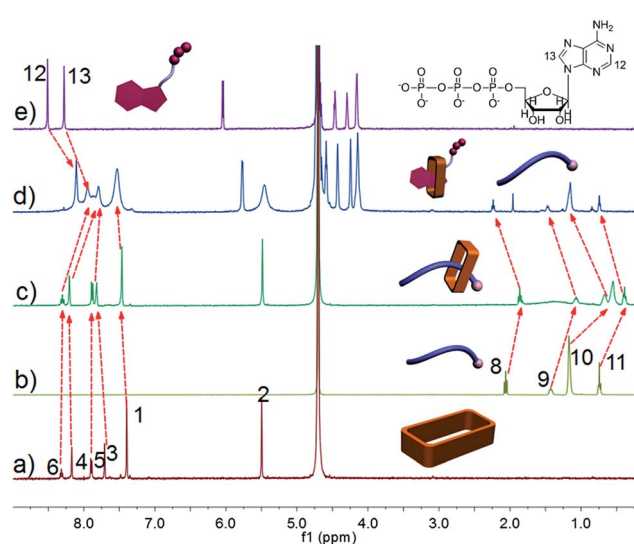 12 13
e)
NH₂
N N 12
13 N N
O O O
⁻O-P-O-P-O-P-O
O⁻ O⁻ O⁻
O
H H
H H
OH OH
d)
c)
8 9 10 11
b)
1 2
6 4 5 3
a)
8.0 7.0 6.0 5.0 4.0 3.0 2.0 1.0
f1 (ppm)